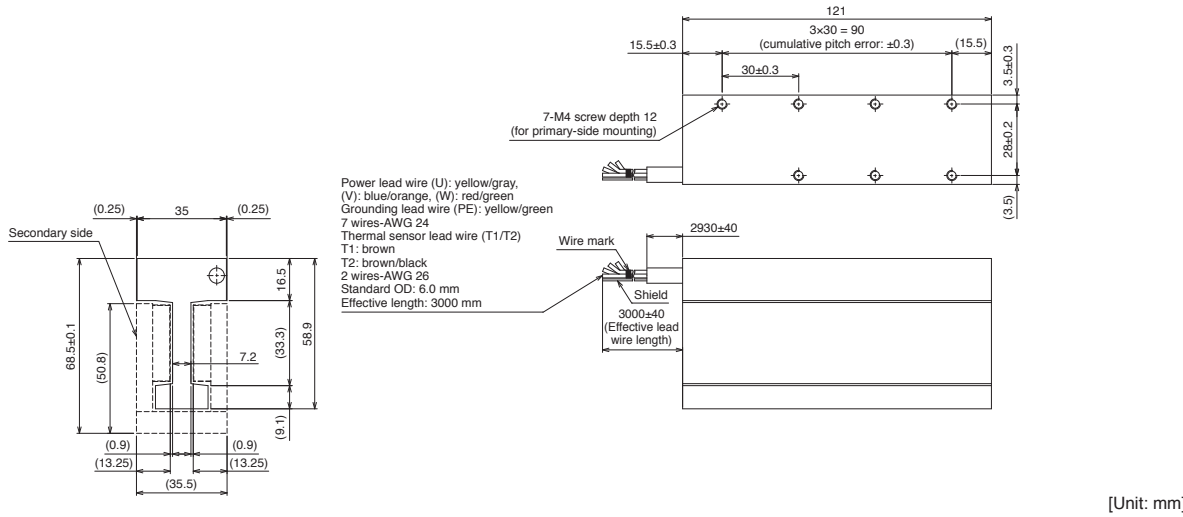 121
3×30 = 90
(cumulative pitch error: ±0.3)
15.5±0.3
(15.5)
30±0.3
3.5±0.3
28±0.2
(3.5)
7-M4 screw depth 12
(for primary-side mounting)
Power lead wire (U): yellow/gray,
(V): blue/orange, (W): red/green
Grounding lead wire (PE): yellow/green
7 wires-AWG 24
Thermal sensor lead wire (T1/T2)
T1: brown
T2: brown/black
2 wires-AWG 26
Standard OD: 6.0 mm
Effective length: 3000 mm
(0.25)
35
(0.25)
Secondary side
16.5
58.9
(33.3)
7.2
68.5±0.1
(50.8)
(9.1)
(0.9)
(0.9)
(13.25)
(13.25)
(35.5)
2930±40
Wire mark
Shield
3000±40
(Effective lead
wire length)
[Unit: mm]